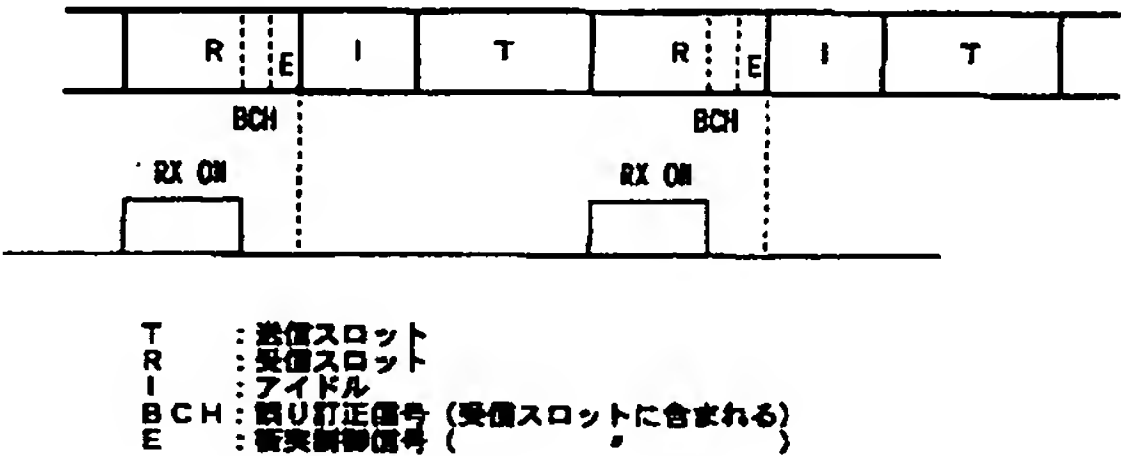 R E I T R E I T
BCH BCH
RX ON RX ON
T : 送信スロット
R : 受信スロット
I : アイドル
BCH : 誤り訂正信号 (受信スロットに含まれる)
E : 衝突制御信号 ( 〃 )